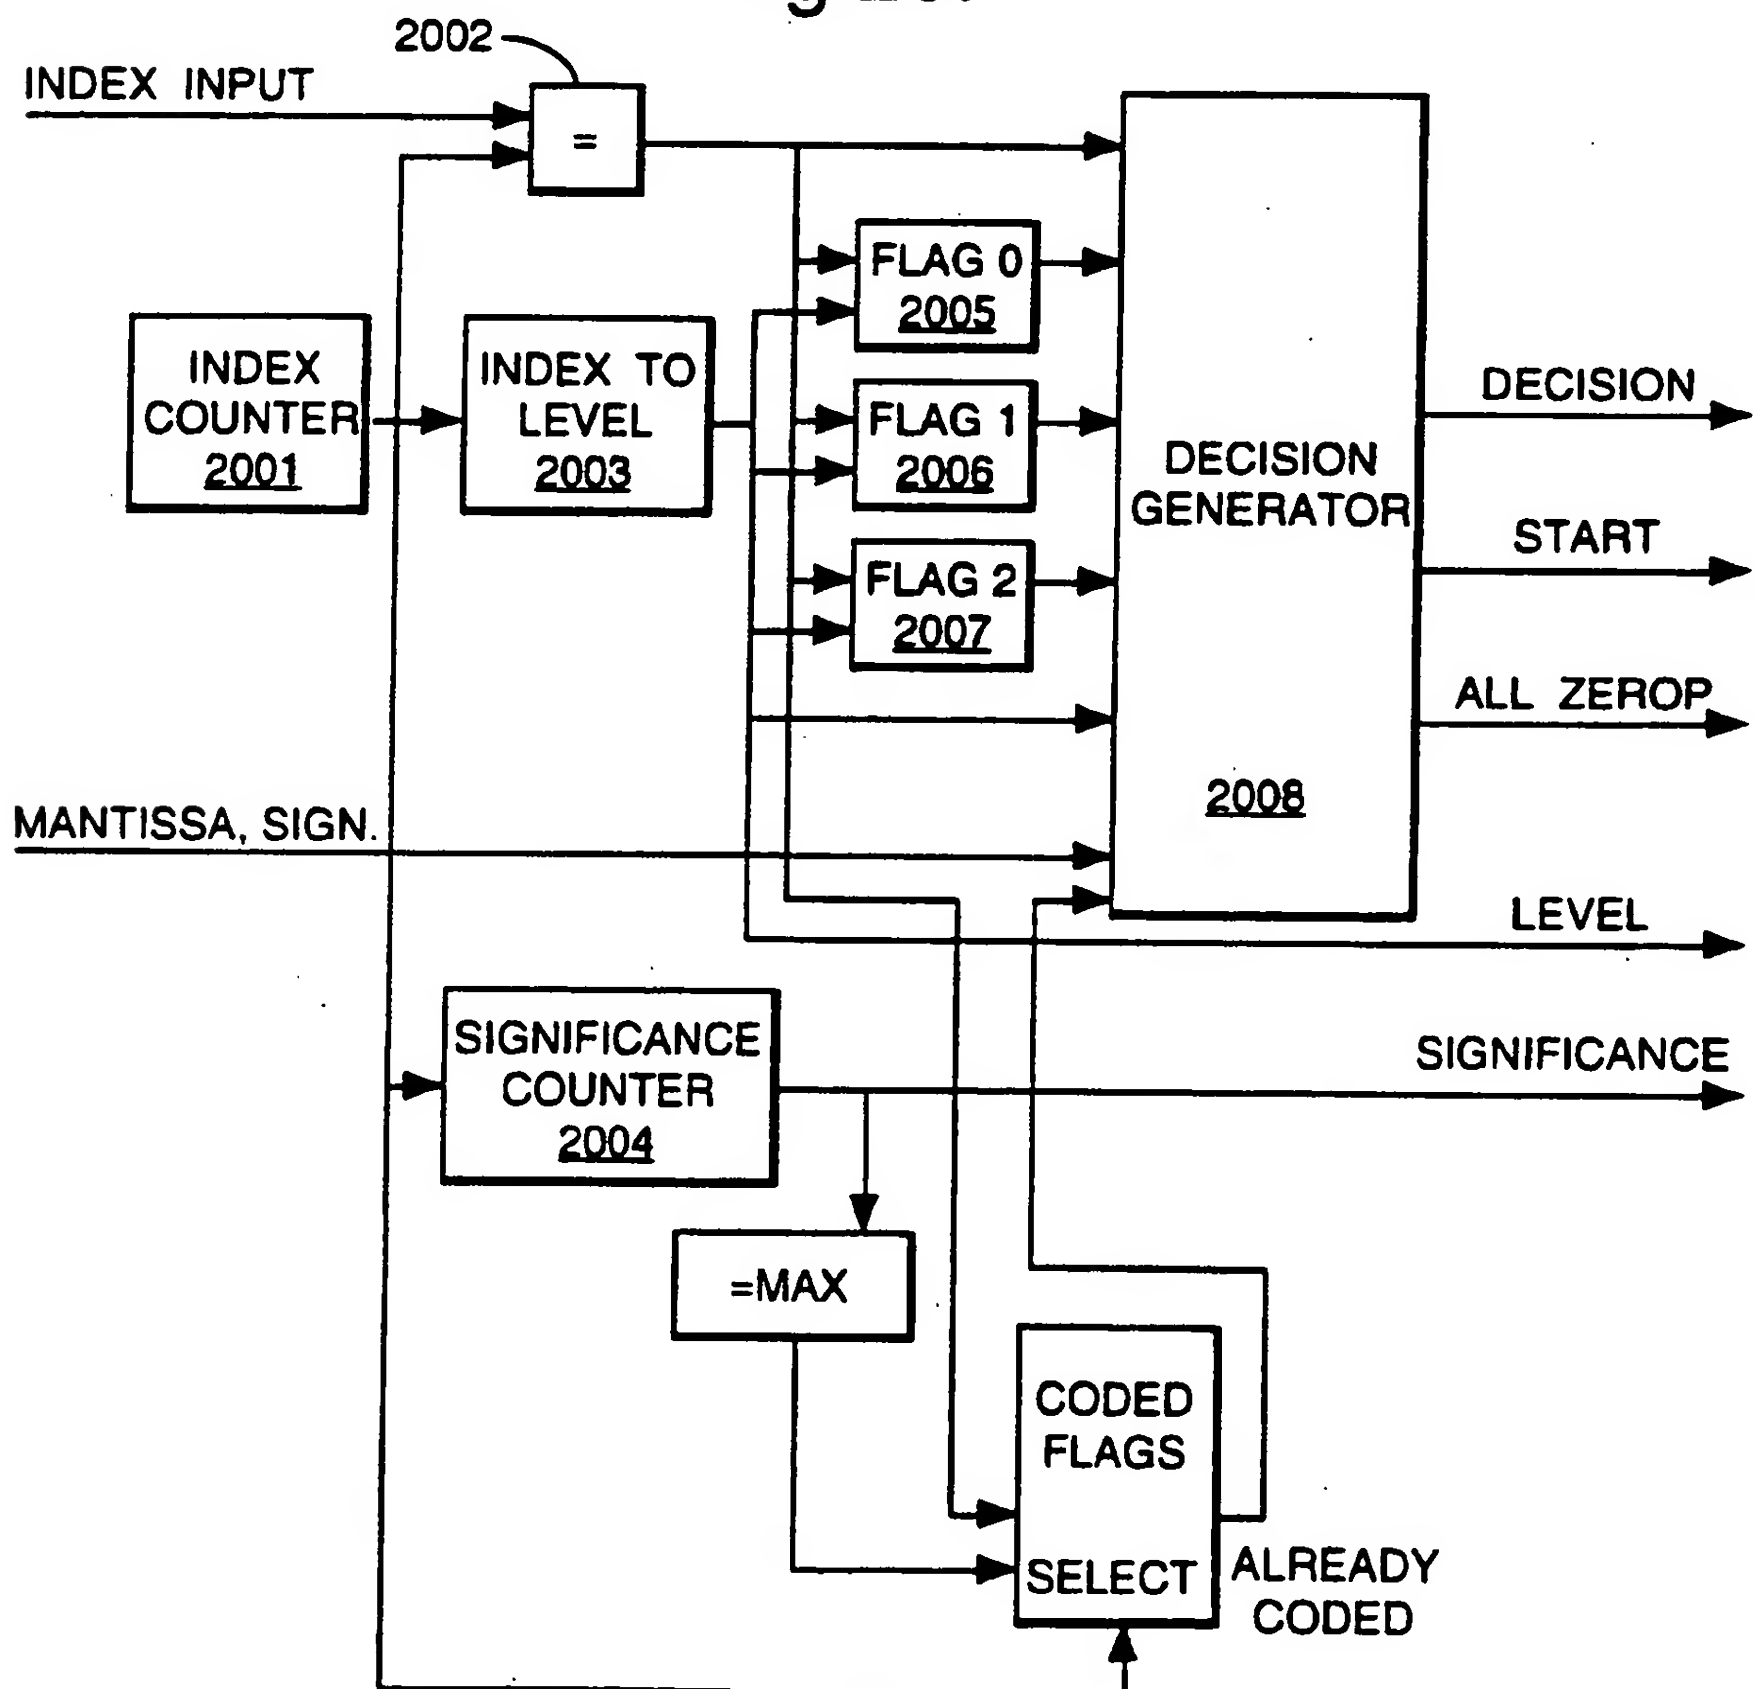 2002
INDEX INPUT
=
FLAG 0
2005
INDEX
COUNTER
2001
INDEX TO
LEVEL
2003
FLAG 1
2006
FLAG 2
2007
DECISION
GENERATOR
2008
DECISION
START
ALL ZEROP
MANTISSA, SIGN.
LEVEL
SIGNIFICANCE
COUNTER
2004
SIGNIFICANCE
=MAX
CODED
FLAGS
SELECT
ALREADY
CODED